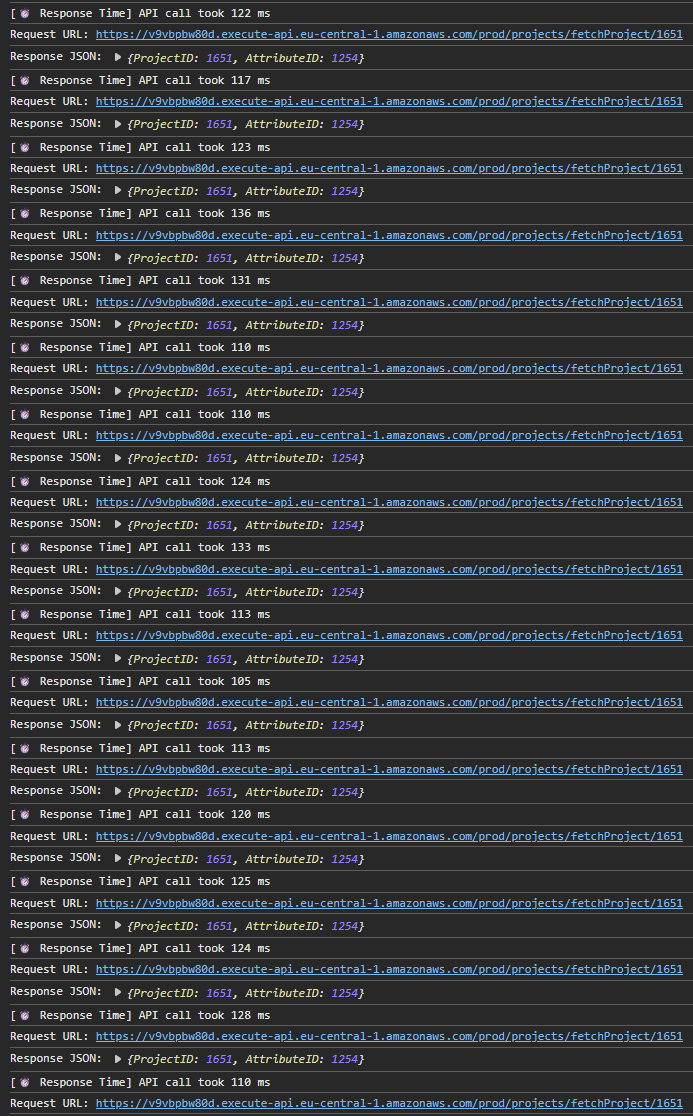 [⏱ Response Time] API call took 122 ms
Request URL: https://v9vbpbw80d.execute-api.eu-central-1.amazonaws.com/prod/projects/fetchProject/1651
Response JSON: ▶ {ProjectID: 1651, AttributeID: 1254}
[⏱ Response Time] API call took 117 ms
Request URL: https://v9vbpbw80d.execute-api.eu-central-1.amazonaws.com/prod/projects/fetchProject/1651
Response JSON: ▶ {ProjectID: 1651, AttributeID: 1254}
[⏱ Response Time] API call took 123 ms
Request URL: https://v9vbpbw80d.execute-api.eu-central-1.amazonaws.com/prod/projects/fetchProject/1651
Response JSON: ▶ {ProjectID: 1651, AttributeID: 1254}
[⏱ Response Time] API call took 136 ms
Request URL: https://v9vbpbw80d.execute-api.eu-central-1.amazonaws.com/prod/projects/fetchProject/1651
Response JSON: ▶ {ProjectID: 1651, AttributeID: 1254}
[⏱ Response Time] API call took 131 ms
Request URL: https://v9vbpbw80d.execute-api.eu-central-1.amazonaws.com/prod/projects/fetchProject/1651
Response JSON: ▶ {ProjectID: 1651, AttributeID: 1254}
[⏱ Response Time] API call took 110 ms
Request URL: https://v9vbpbw80d.execute-api.eu-central-1.amazonaws.com/prod/projects/fetchProject/1651
Response JSON: ▶ {ProjectID: 1651, AttributeID: 1254}
[⏱ Response Time] API call took 110 ms
Request URL: https://v9vbpbw80d.execute-api.eu-central-1.amazonaws.com/prod/projects/fetchProject/1651
Response JSON: ▶ {ProjectID: 1651, AttributeID: 1254}
[⏱ Response Time] API call took 124 ms
Request URL: https://v9vbpbw80d.execute-api.eu-central-1.amazonaws.com/prod/projects/fetchProject/1651
Response JSON: ▶ {ProjectID: 1651, AttributeID: 1254}
[⏱ Response Time] API call took 133 ms
Request URL: https://v9vbpbw80d.execute-api.eu-central-1.amazonaws.com/prod/projects/fetchProject/1651
Response JSON: ▶ {ProjectID: 1651, AttributeID: 1254}
[⏱ Response Time] API call took 113 ms
Request URL: https://v9vbpbw80d.execute-api.eu-central-1.amazonaws.com/prod/projects/fetchProject/1651
Response JSON: ▶ {ProjectID: 1651, AttributeID: 1254}
[⏱ Response Time] API call took 105 ms
Request URL: https://v9vbpbw80d.execute-api.eu-central-1.amazonaws.com/prod/projects/fetchProject/1651
Response JSON: ▶ {ProjectID: 1651, AttributeID: 1254}
[⏱ Response Time] API call took 113 ms
Request URL: https://v9vbpbw80d.execute-api.eu-central-1.amazonaws.com/prod/projects/fetchProject/1651
Response JSON: ▶ {ProjectID: 1651, AttributeID: 1254}
[⏱ Response Time] API call took 120 ms
Request URL: https://v9vbpbw80d.execute-api.eu-central-1.amazonaws.com/prod/projects/fetchProject/1651
Response JSON: ▶ {ProjectID: 1651, AttributeID: 1254}
[⏱ Response Time] API call took 125 ms
Request URL: https://v9vbpbw80d.execute-api.eu-central-1.amazonaws.com/prod/projects/fetchProject/1651
Response JSON: ▶ {ProjectID: 1651, AttributeID: 1254}
[⏱ Response Time] API call took 124 ms
Request URL: https://v9vbpbw80d.execute-api.eu-central-1.amazonaws.com/prod/projects/fetchProject/1651
Response JSON: ▶ {ProjectID: 1651, AttributeID: 1254}
[⏱ Response Time] API call took 128 ms
Request URL: https://v9vbpbw80d.execute-api.eu-central-1.amazonaws.com/prod/projects/fetchProject/1651
Response JSON: ▶ {ProjectID: 1651, AttributeID: 1254}
[⏱ Response Time] API call took 110 ms
Request URL: https://v9vbpbw80d.execute-api.eu-central-1.amazonaws.com/prod/projects/fetchProject/1651